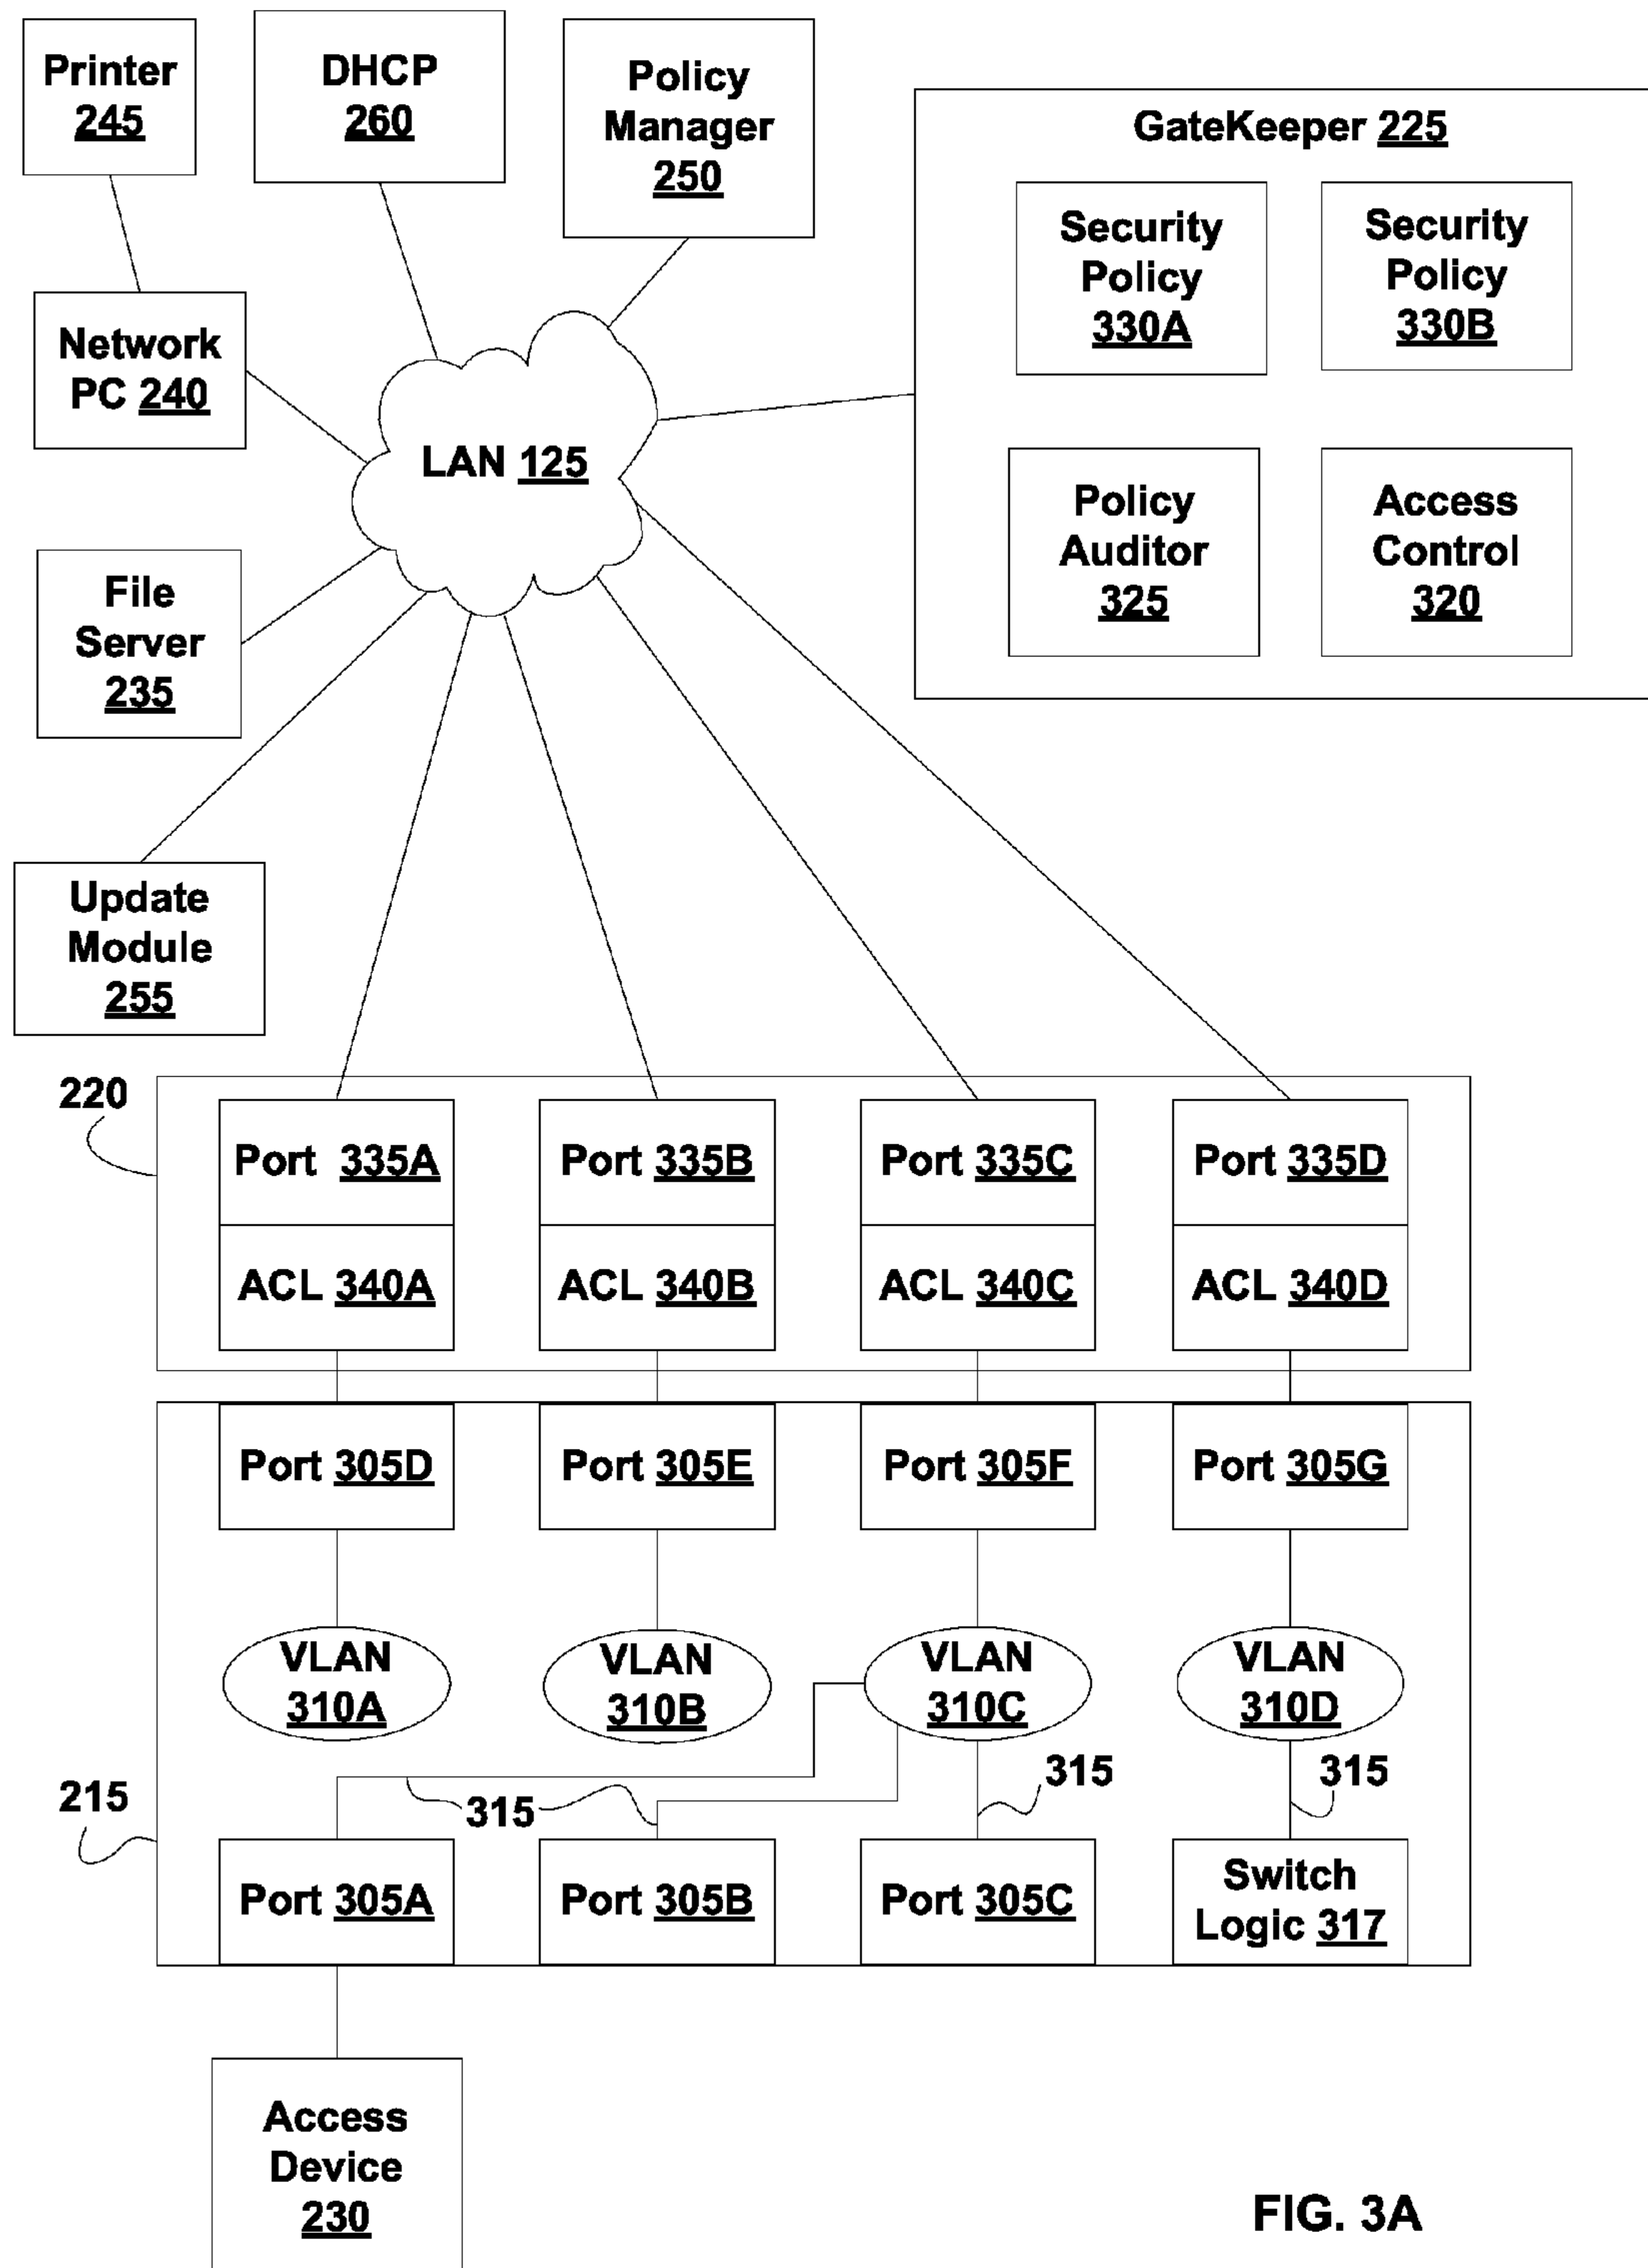 Printer
245
DHCP
260
Policy
Manager
250
GateKeeper 225
Security
Policy
330A
Security
Policy
330B
Network
PC 240
LAN 125
Policy
Auditor
325
Access
Control
320
File
Server
235
Update
Module
255
220
Port 335A
Port 335B
Port 335C
Port 335D
ACL 340A
ACL 340B
ACL 340C
ACL 340D
Port 305D
Port 305E
Port 305F
Port 305G
VLAN
310A
VLAN
310B
VLAN
310C
VLAN
310D
215
315
315
315
Port 305A
Port 305B
Port 305C
Switch
Logic 317
Access
Device
230
FIG. 3A